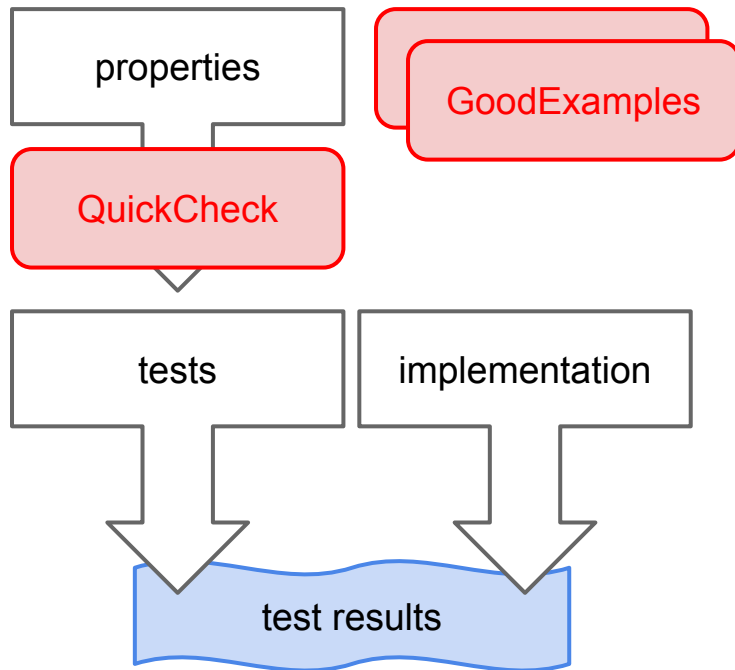 properties
GoodExamples
QuickCheck
tests
implementation
test results